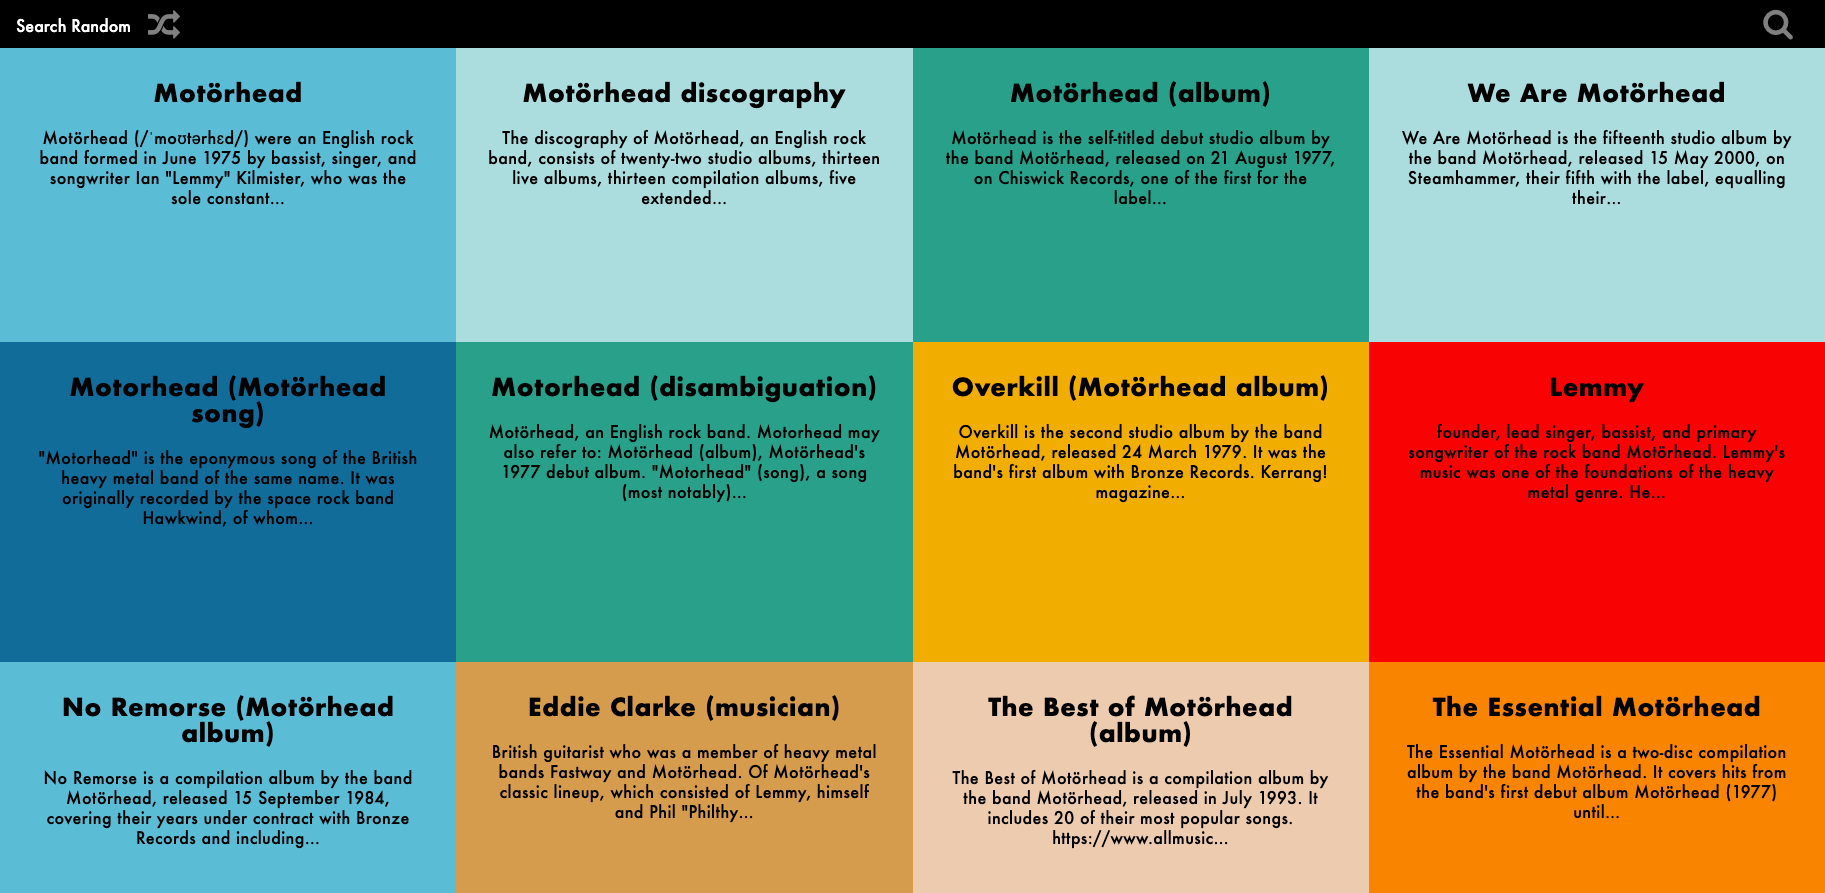 Search Random
Motörhead
Motörhead (/ˈmoʊtərhɛd/) were an English rock
band formed in June 1975 by bassist, singer, and
songwriter Ian "Lemmy" Kilmister, who was the
sole constant...
Motörhead discography
The discography of Motörhead, an English rock
band, consists of twenty-two studio albums, thirteen
live albums, thirteen compilation albums, five
extended...
Motörhead (album)
Motörhead is the self-titled debut studio album by
the band Motörhead, released on 21 August 1977,
on Chiswick Records, one of the first for the
label...
We Are Motörhead
We Are Motörhead is the fifteenth studio album by
the band Motörhead, released 15 May 2000, on
Steamhammer, their fifth with the label, equalling
their...
Motorhead (Motörhead
song)
"Motorhead" is the eponymous song of the British
heavy metal band of the same name. It was
originally recorded by the space rock band
Hawkwind, of whom...
Motorhead (disambiguation)
Motörhead, an English rock band. Motorhead may
also refer to: Motörhead (album), Motörhead's
1977 debut album. "Motorhead" (song), a song
(most notably)...
Overkill (Motörhead album)
Overkill is the second studio album by the band
Motörhead, released 24 March 1979. It was the
band's first album with Bronze Records. Kerrang!
magazine...
Lemmy
founder, lead singer, bassist, and primary
songwriter of the rock band Motörhead. Lemmy's
music was one of the foundations of the heavy
metal genre. He...
No Remorse (Motörhead
album)
No Remorse is a compilation album by the band
Motörhead, released 15 September 1984,
covering their years under contract with Bronze
Records and including...
Eddie Clarke (musician)
British guitarist who was a member of heavy metal
bands Fastway and Motörhead. Of Motörhead's
classic lineup, which consisted of Lemmy, himself
and Phil "Philthy...
The Best of Motörhead
(album)
The Best of Motörhead is a compilation album by
the band Motörhead, released in July 1993. It
includes 20 of their most popular songs.
https://www.allmusic...
The Essential Motörhead
The Essential Motörhead is a two-disc compilation
album by the band Motörhead. It covers hits from
the band's first debut album Motörhead (1977)
until...